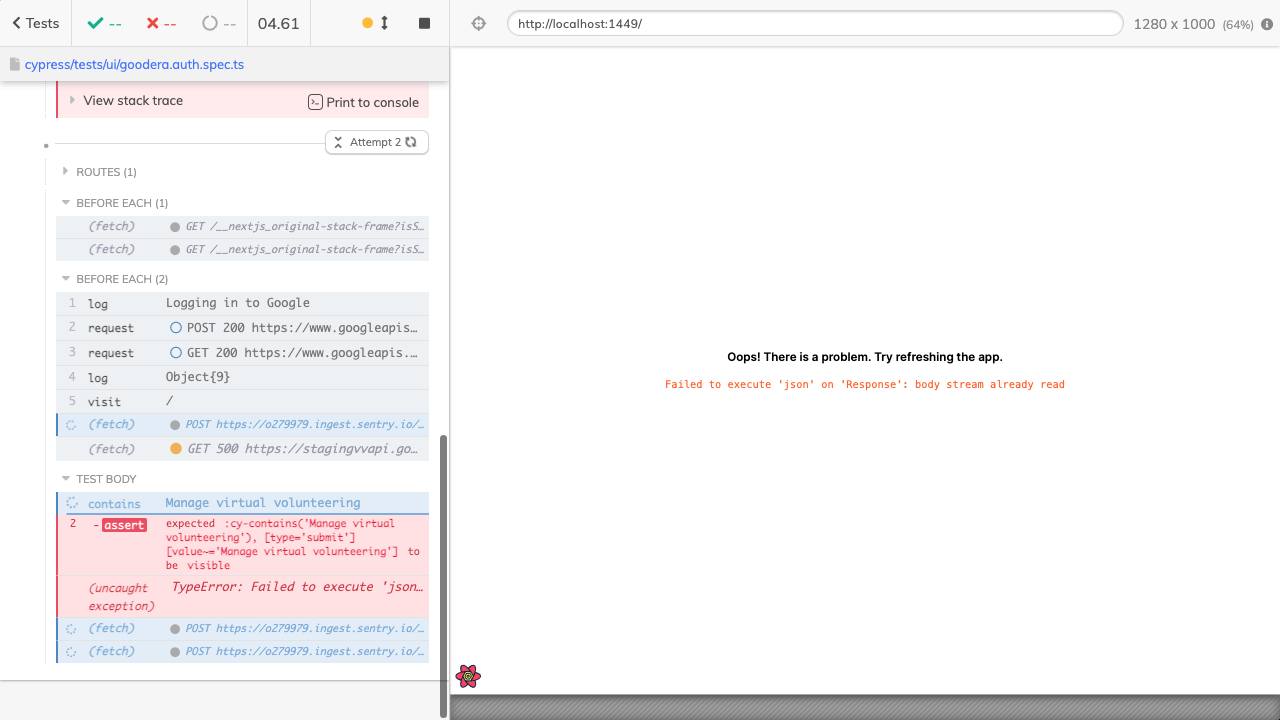 Tests
--
--
--
04.61
http://localhost:1449/
1280 x 1000 (64%)
cypress/tests/ui/goodera.auth.spec.ts
View stack trace
Print to console
Attempt 2
ROUTES (1)
BEFORE EACH (1)
(fetch) GET /__nextjs_original-stack-frame?isS…
(fetch) GET /__nextjs_original-stack-frame?isS…
BEFORE EACH (2)
1 log Logging in to Google
2 request POST 200 https://www.googleapis…
3 request GET 200 https://www.googleapis.…
4 log Object{9}
5 visit /
(fetch) POST https://o279979.ingest.sentry.io/…
(fetch) GET 500 https://stagingvvapi.go…
TEST BODY
contains Manage virtual volunteering
2 -assert expected :cy-contains('Manage virtual
volunteering'), [type='submit']
[value~='Manage virtual volunteering'] to
be visible
(uncaught TypeError: Failed to execute 'json…
exception)
(fetch) POST https://o279979.ingest.sentry.io/…
(fetch) POST https://o279979.ingest.sentry.io/…
Oops! There is a problem. Try refreshing the app.
Failed to execute 'json' on 'Response': body stream already read